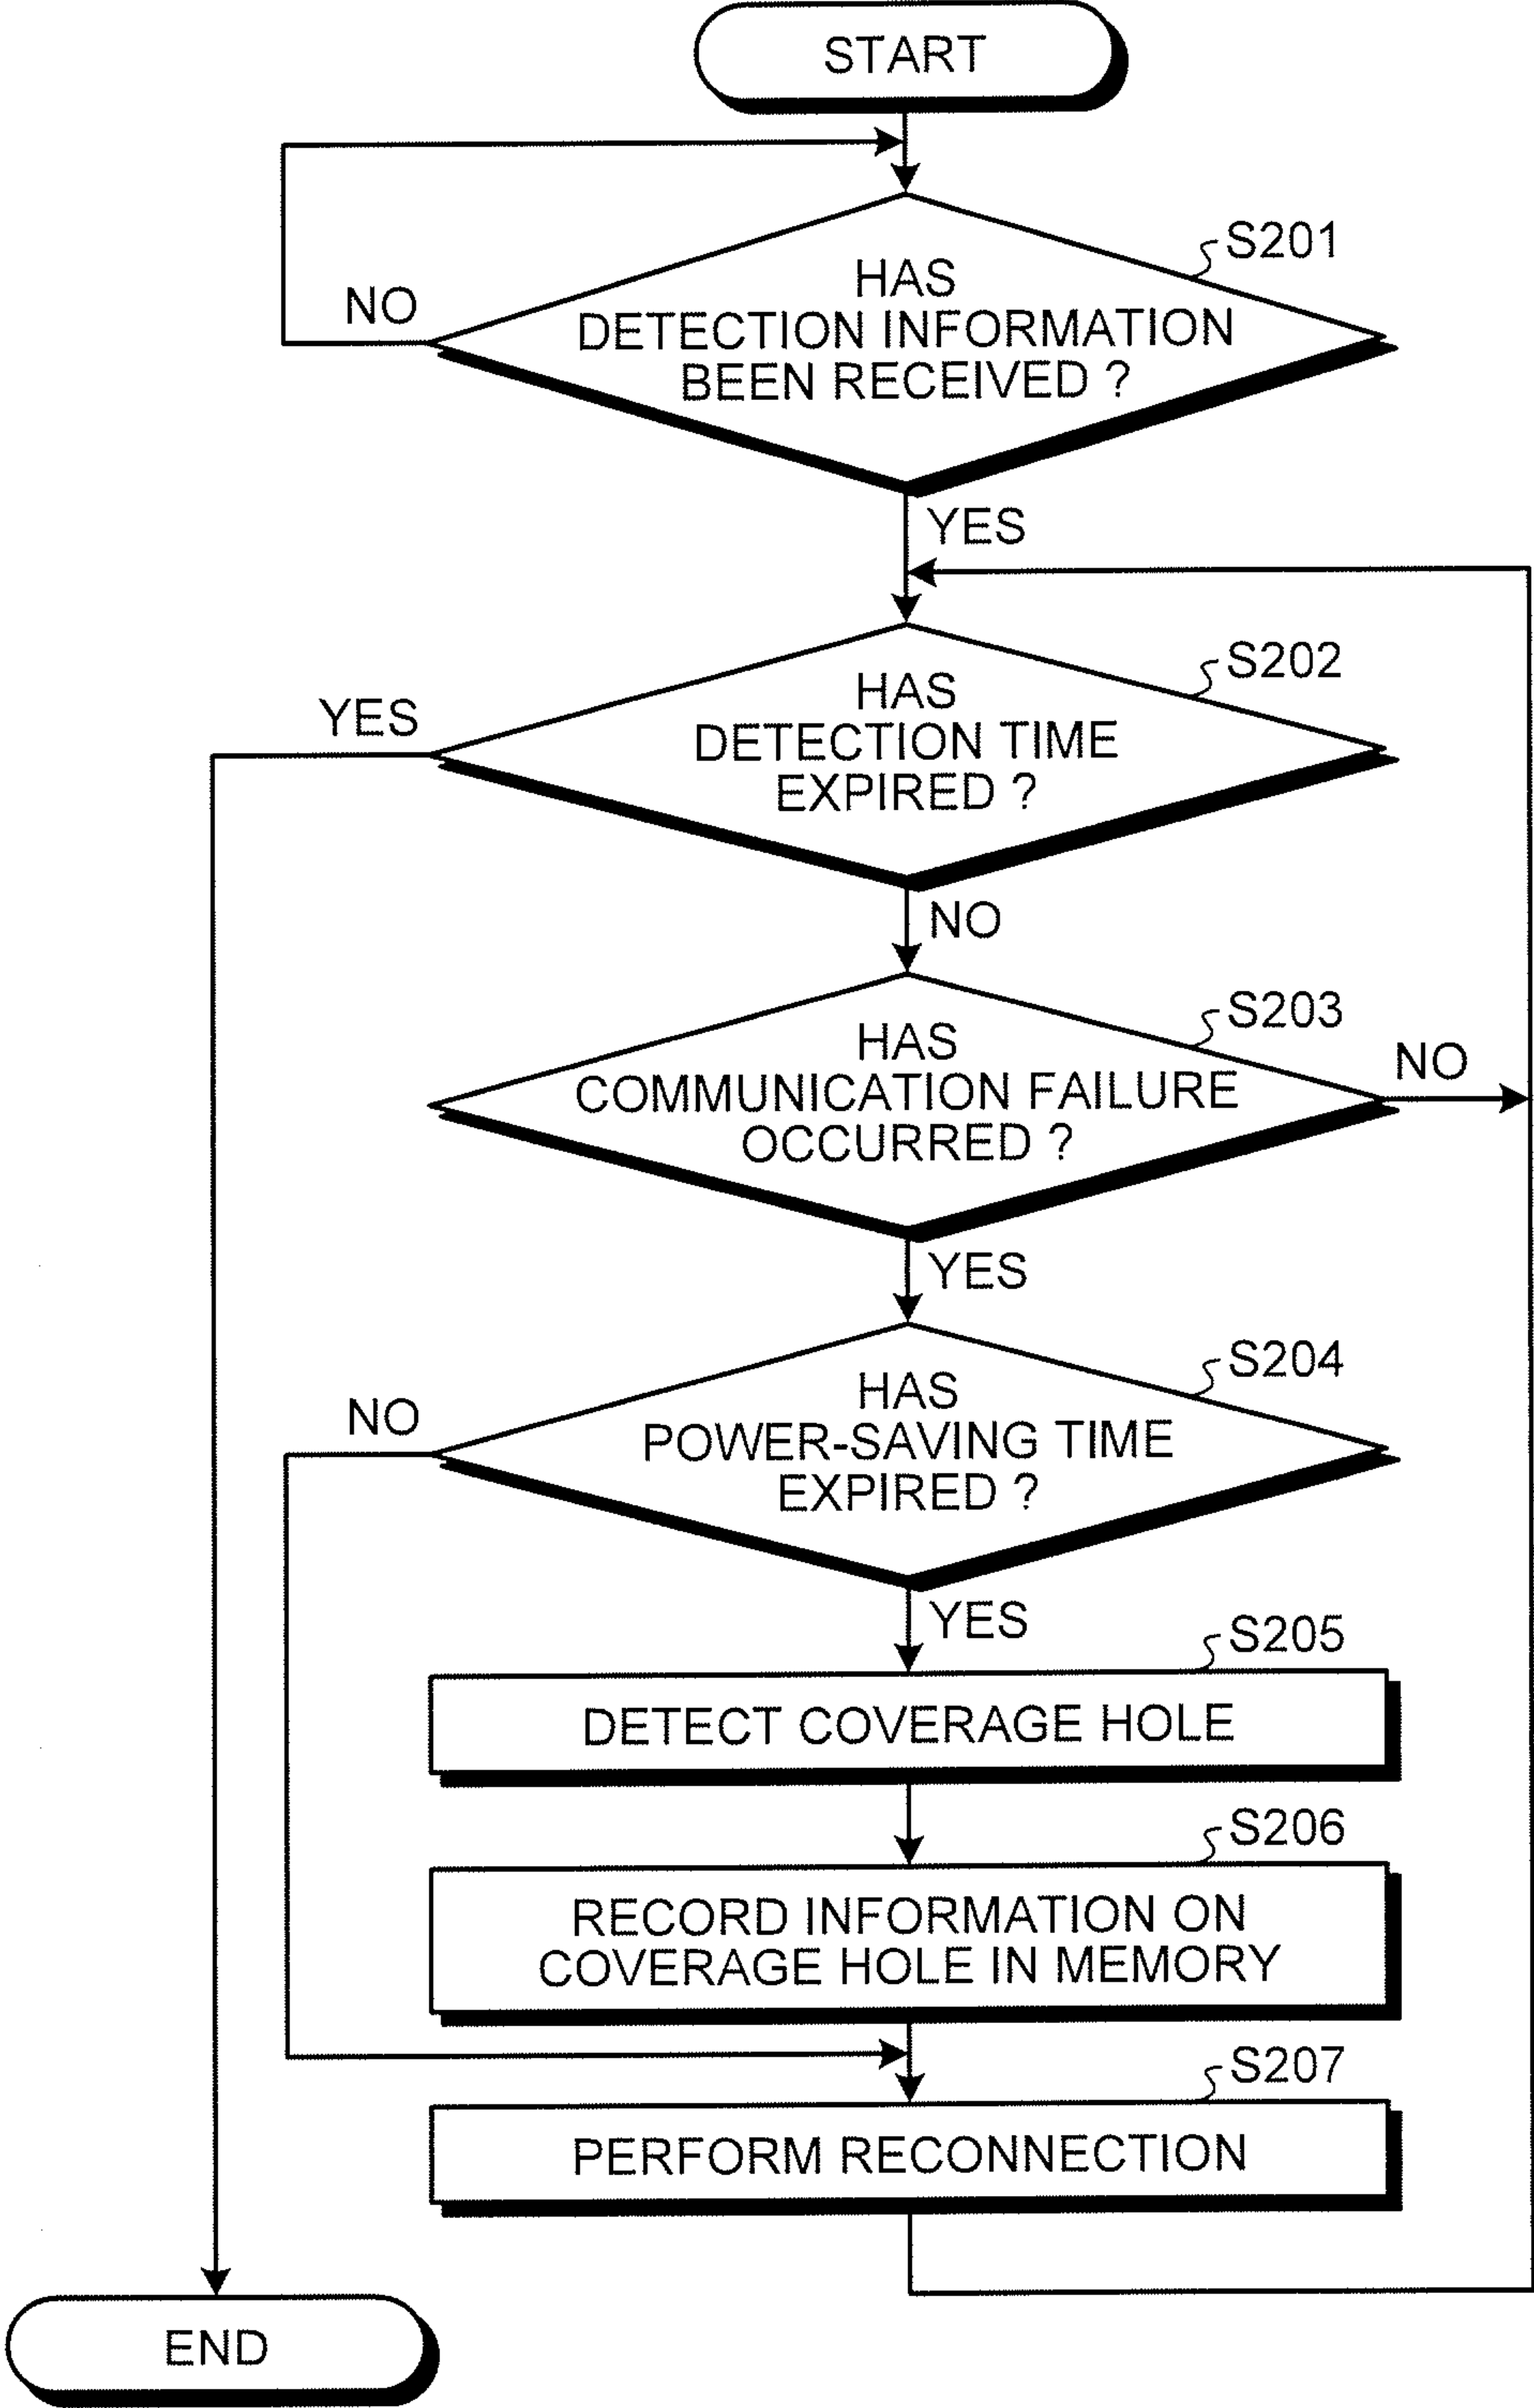 START
S201
HAS
DETECTION INFORMATION
BEEN RECEIVED ?
NO
YES
S202
HAS
DETECTION TIME
EXPIRED ?
YES
NO
S203
HAS
COMMUNICATION FAILURE
OCCURRED ?
NO
YES
S204
HAS
POWER-SAVING TIME
EXPIRED ?
NO
YES
S205
DETECT COVERAGE HOLE
S206
RECORD INFORMATION ON
COVERAGE HOLE IN MEMORY
S207
PERFORM RECONNECTION
END